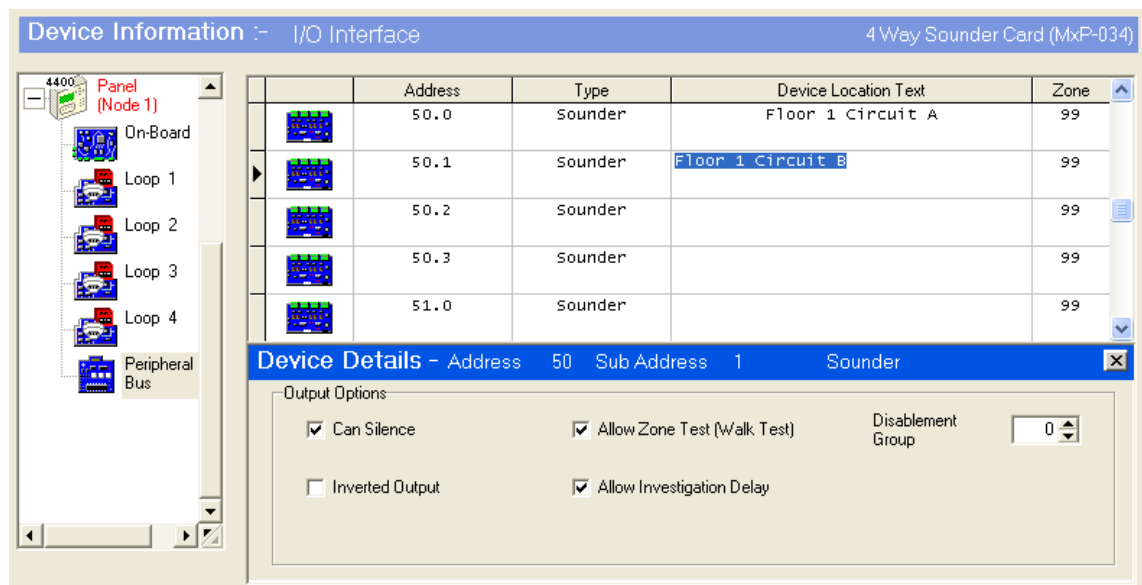 Device Information :- I/O Interface 4 Way Sounder Card (MxP-034)
4400
Panel
(Node 1)
On-Board
Loop 1
Loop 2
Loop 3
Loop 4
Peripheral
Bus
Address Type Device Location Text Zone
50.0 Sounder Floor 1 Circuit A 99
50.1 Sounder Floor 1 Circuit B 99
50.2 Sounder 99
50.3 Sounder 99
51.0 Sounder 99
Device Details - Address 50 Sub Address 1 Sounder
Output Options
Can Silence Allow Zone Test (Walk Test) Disablement
Group 0
Inverted Output Allow Investigation Delay